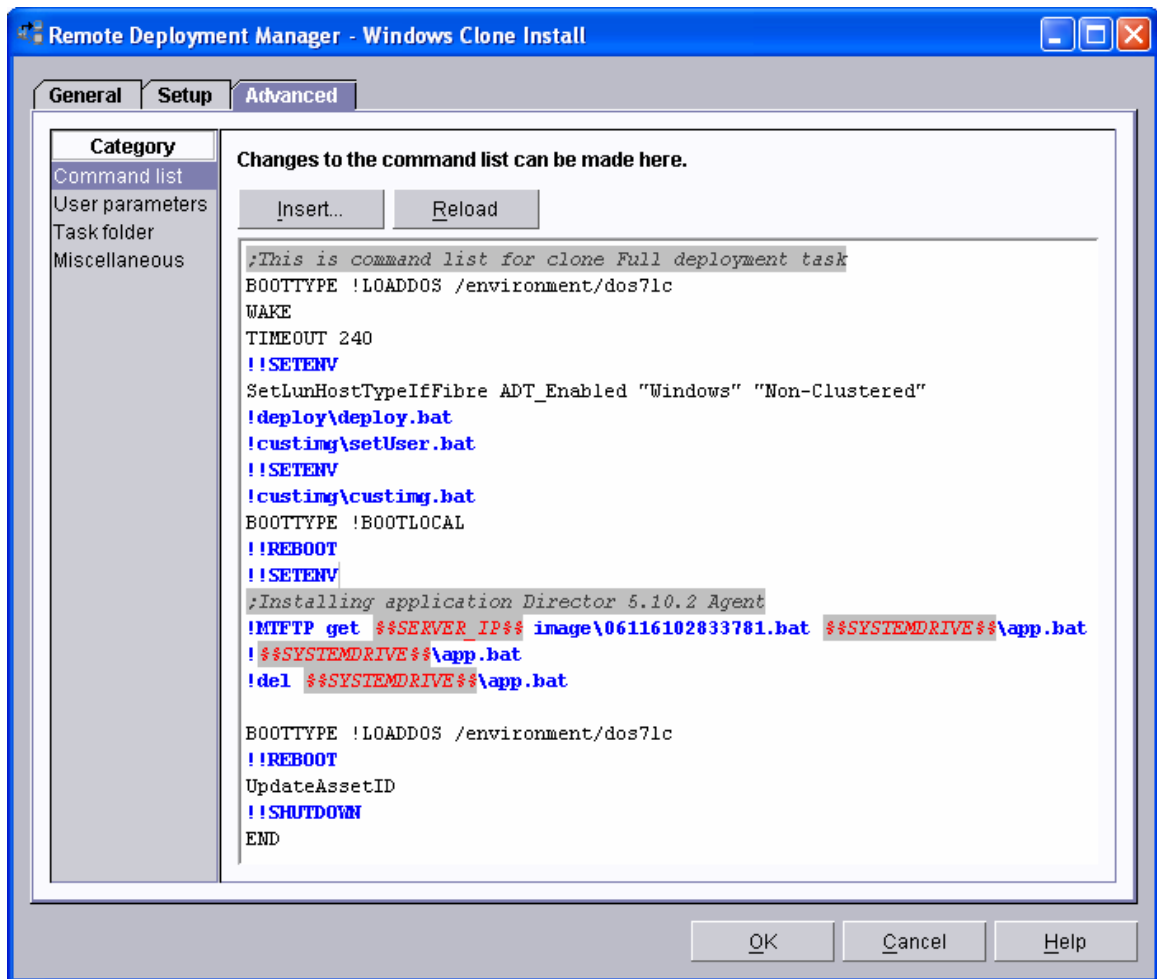 Remote Deployment Manager - Windows Clone Install
General Setup Advanced
Category
Command list
User parameters
Task folder
Miscellaneous
Changes to the command list can be made here.
Insert... Reload
;This is command list for clone Full deployment task
BOOTTYPE !LOADDOS /environment/dos71c
WAKE
TIMEOUT 240
!!SETENV
SetLunHostTypeIfFibre ADT_Enabled "Windows" "Non-Clustered"
!deploy\deploy.bat
!custimg\setUser.bat
!!SETENV
!custimg\custimg.bat
BOOTTYPE !BOOTLOCAL
!!REBOOT
!!SETENV
;Installing application Director 5.10.2 Agent
!MTFTP get %%SERVER_IP%% image\06116102833781.bat %%SYSTEMDRIVE%%\app.bat
!%%SYSTEMDRIVE%%\app.bat
!del %%SYSTEMDRIVE%%\app.bat
BOOTTYPE !LOADDOS /environment/dos71c
!!REBOOT
UpdateAssetID
!!SHUTDOWN
END
OK Cancel Help